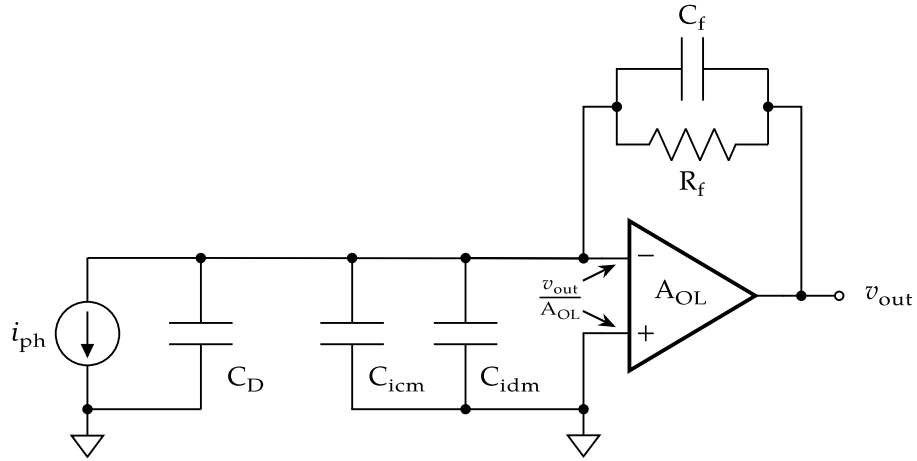 C_f
R_f
i_ph
C_D
C_icm
C_idm
v_out
A_OL
−
+
A_OL
v_out